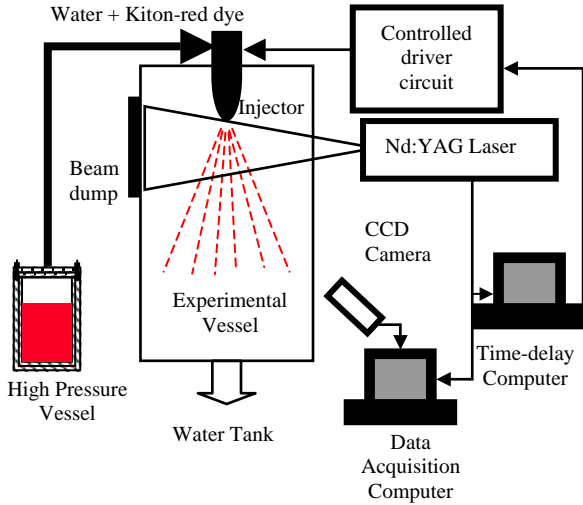 Water + Kiton-red dye
Controlled
driver
circuit
Injector
Nd:YAG Laser
Beam
dump
CCD
Camera
Experimental
Vessel
High Pressure
Vessel
Time-delay
Computer
Water Tank
Data
Acquisition
Computer